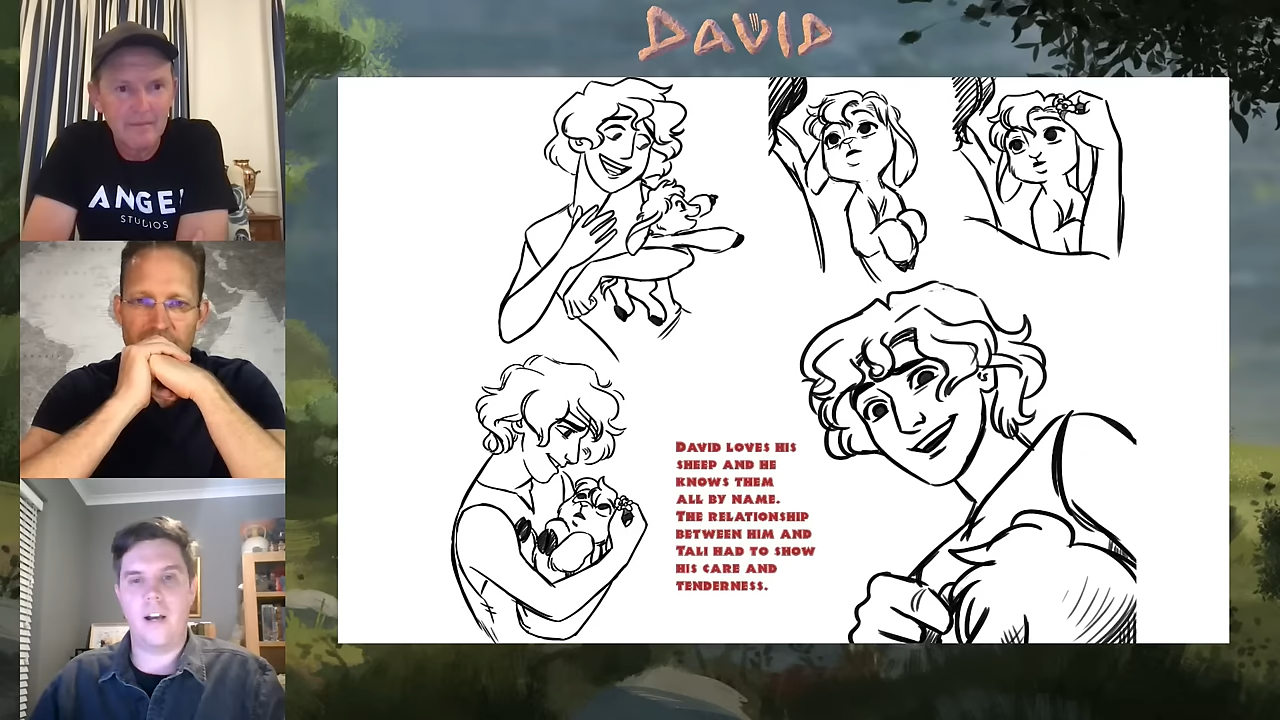 DAVID
ANGEL
STUDIOS
DAVID LOVES HIS
SHEEP AND HE
KNOWS THEM
ALL BY NAME.
THE RELATIONSHIP
BETWEEN HIM AND
TALI HAD TO SHOW
HIS CARE AND
TENDERNESS.